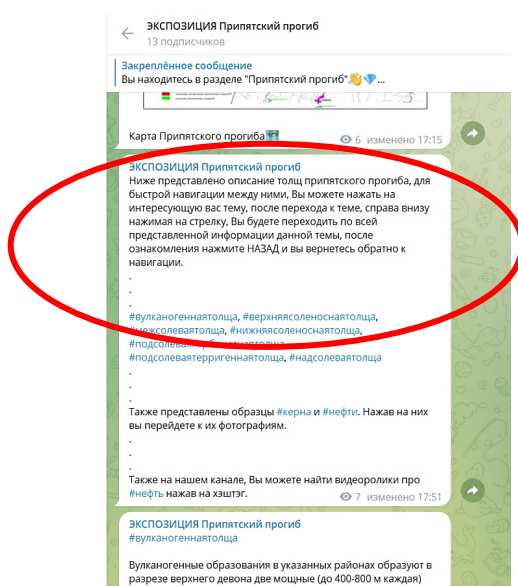 ЭКСПОЗИЦИЯ Припятский прогиб
13 подписчиков
Закреплённое сообщение
Вы находитесь в разделе "Припятский прогиб"👋💎...
Карта Припятского прогиба
6 изменено 17:15
ЭКСПОЗИЦИЯ Припятский прогиб
Ниже представлено описание толщ припятского прогиба, для
быстрой навигации между ними, Вы можете нажать на
интересующую вас тему, после перехода к теме, справа внизу
нажимая на стрелку, Вы будете переходить по всей
представленной информации данной темы, после
ознакомления нажмите НАЗАД и вы вернетесь обратно к
навигации.
.
.
.
#вулканогеннаятолща, #верхняясоленоснаятолща,
#межсолеваятолща, #нижняясоленоснаятолща,
#подсолеваятерригеннаятолща, #надсолеваятолща
.
.
.
Также представлены образцы #керна и #нефти. Нажав на них
вы перейдете к их фотографиям.
.
.
.
Также на нашем канале, Вы можете найти видеоролики про
#нефть нажав на хэштэг.
7 изменено 17:51
ЭКСПОЗИЦИЯ Припятский прогиб
#вулканогеннаятолща
Вулканогенные образования в указанных районах образуют в
разрезе верхнего девона две мощные (до 400-800 м каждая)